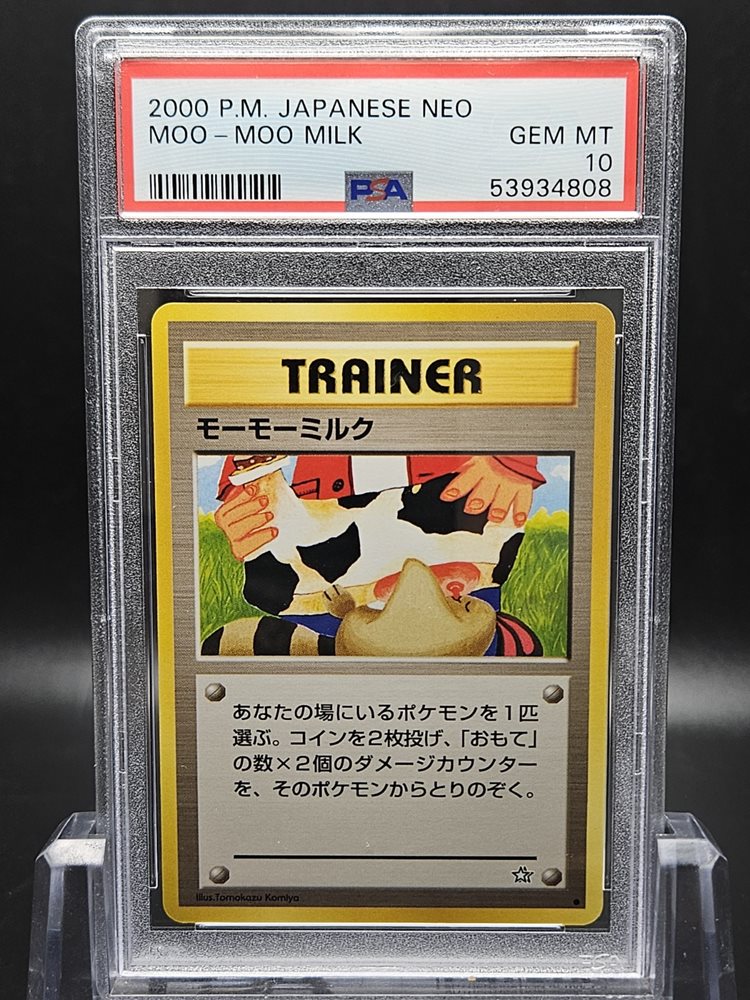 2000 P.M. JAPANESE NEO
MOO-MOO MILK GEM MT
10
PSA 53934808
TRAINER
モーモーミルク
あなたの場にいるポケモンを1匹
選ぶ。コインを2枚投げ、「おもて」
の数×2個のダメージカウンター
を、そのポケモンからとりのぞく。
Illus.Tomokazu Komiya